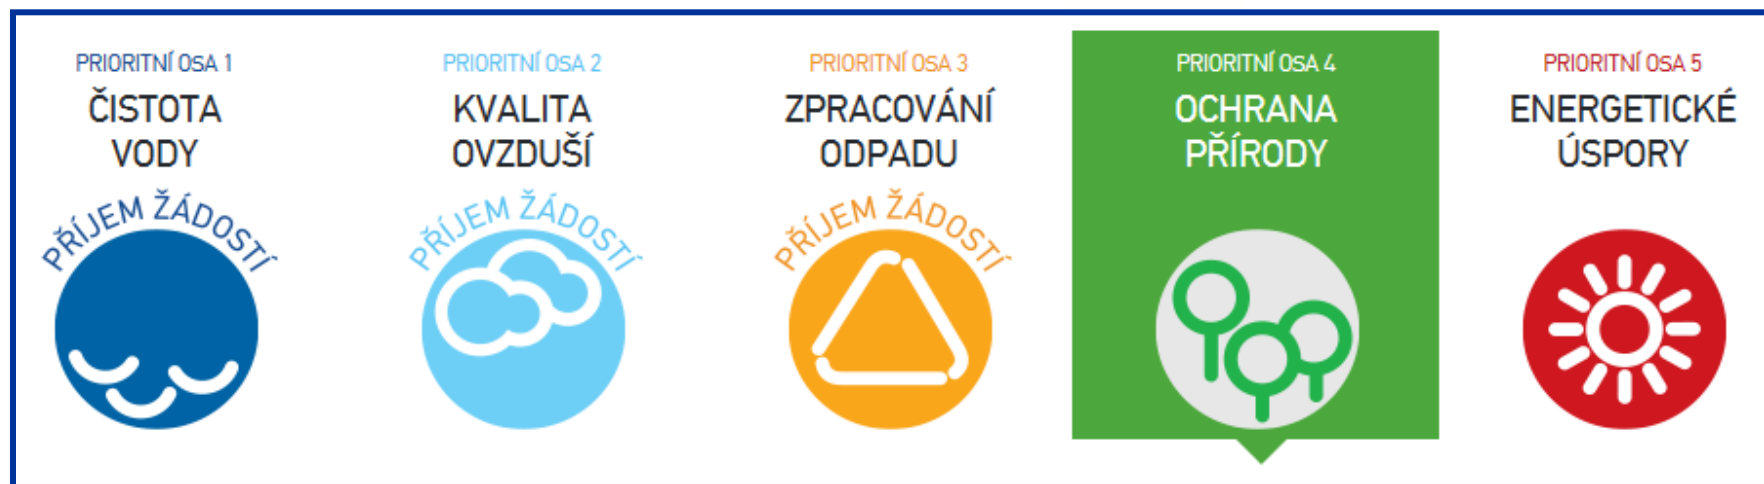 PRIORITNÍ OSA 1
ČISTOTA
VODY
PŘÍJEM ŽÁDOSTÍ
PRIORITNÍ OSA 2
KVALITA
OVZDUŠÍ
PŘÍJEM ŽÁDOSTÍ
PRIORITNÍ OSA 3
ZPRACOVÁNÍ
ODPADU
PŘÍJEM ŽÁDOSTÍ
PRIORITNÍ OSA 4
OCHRANA
PŘÍRODY
PRIORITNÍ OSA 5
ENERGETICKÉ
ÚSPORY